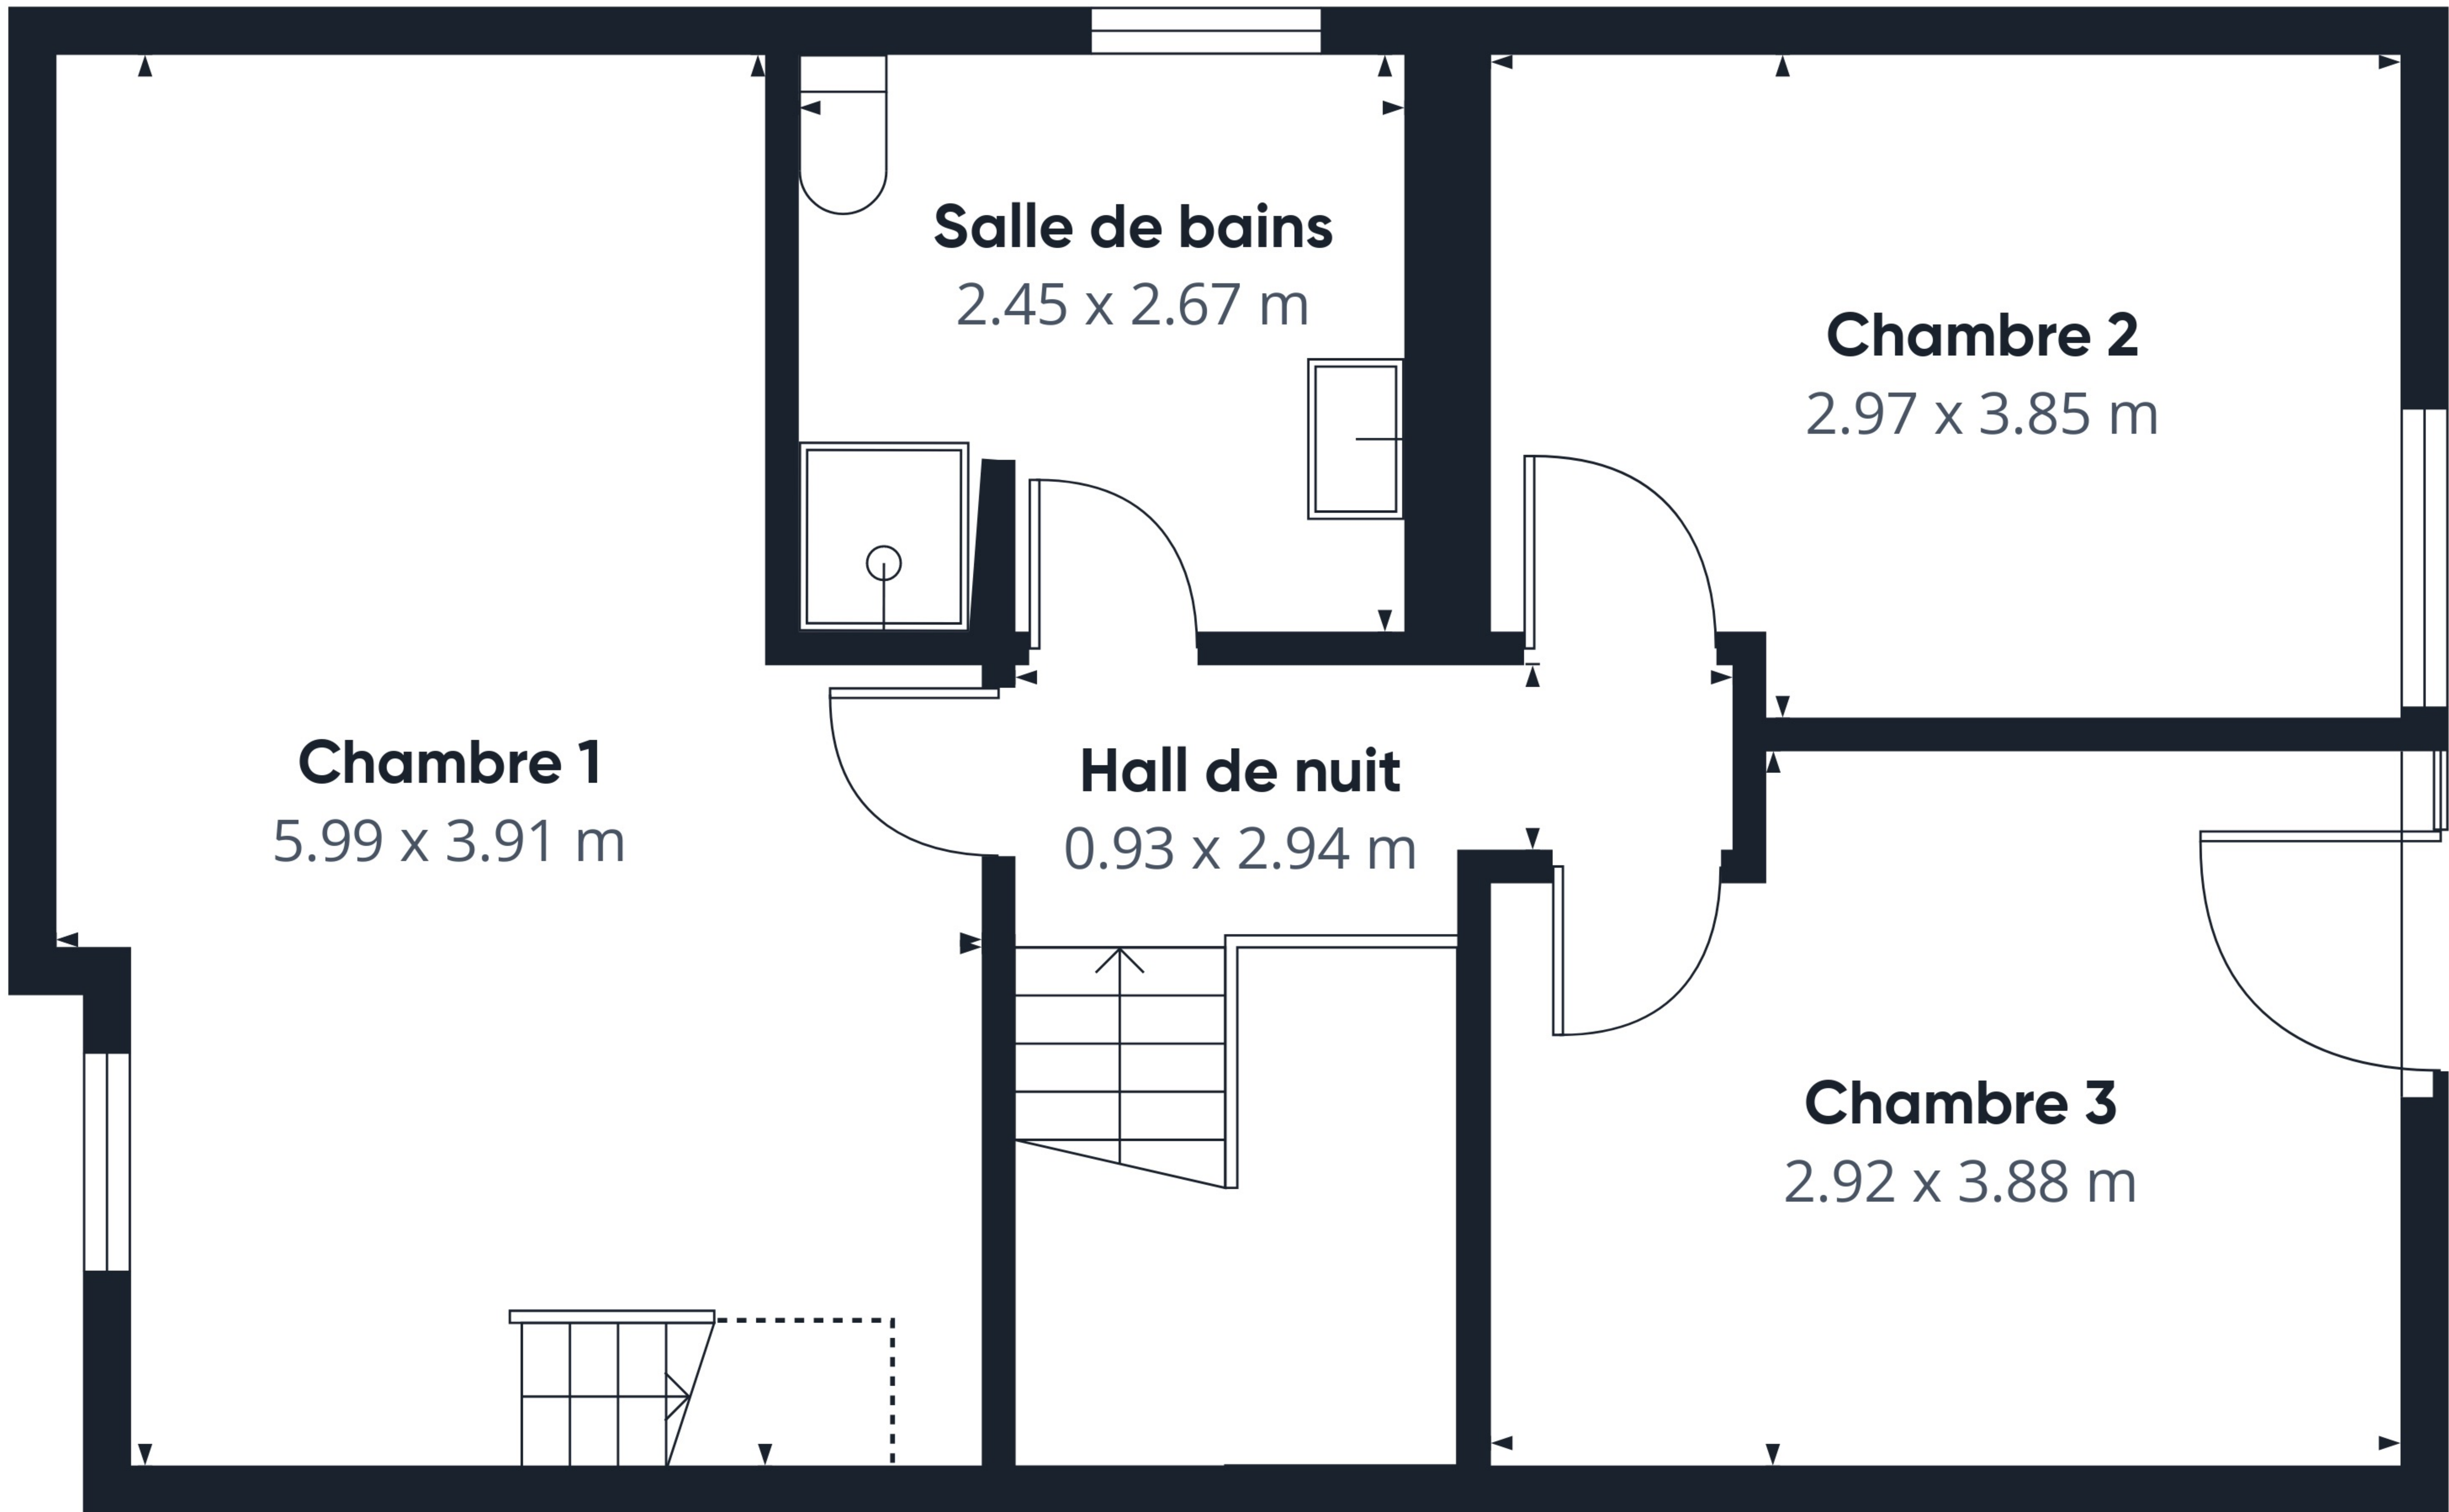 Salle de bains
2.45 x 2.67 m
Chambre 2
2.97 x 3.85 m
Chambre 1
5.99 x 3.91 m
Hall de nuit
0.93 x 2.94 m
Chambre 3
2.92 x 3.88 m